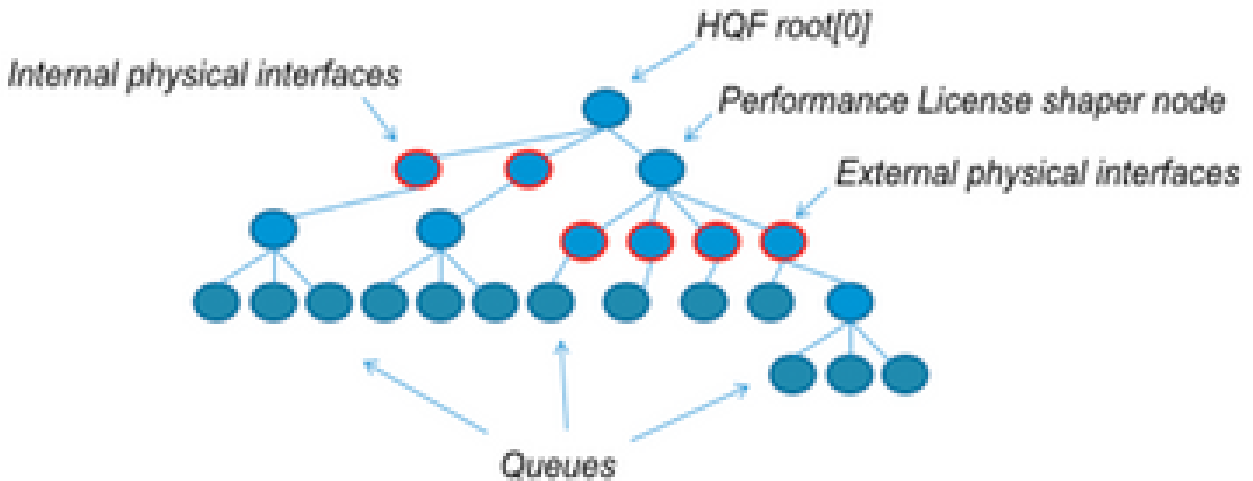 HQF root[0]
Internal physical interfaces
Performance License shaper node
External physical interfaces
Queues